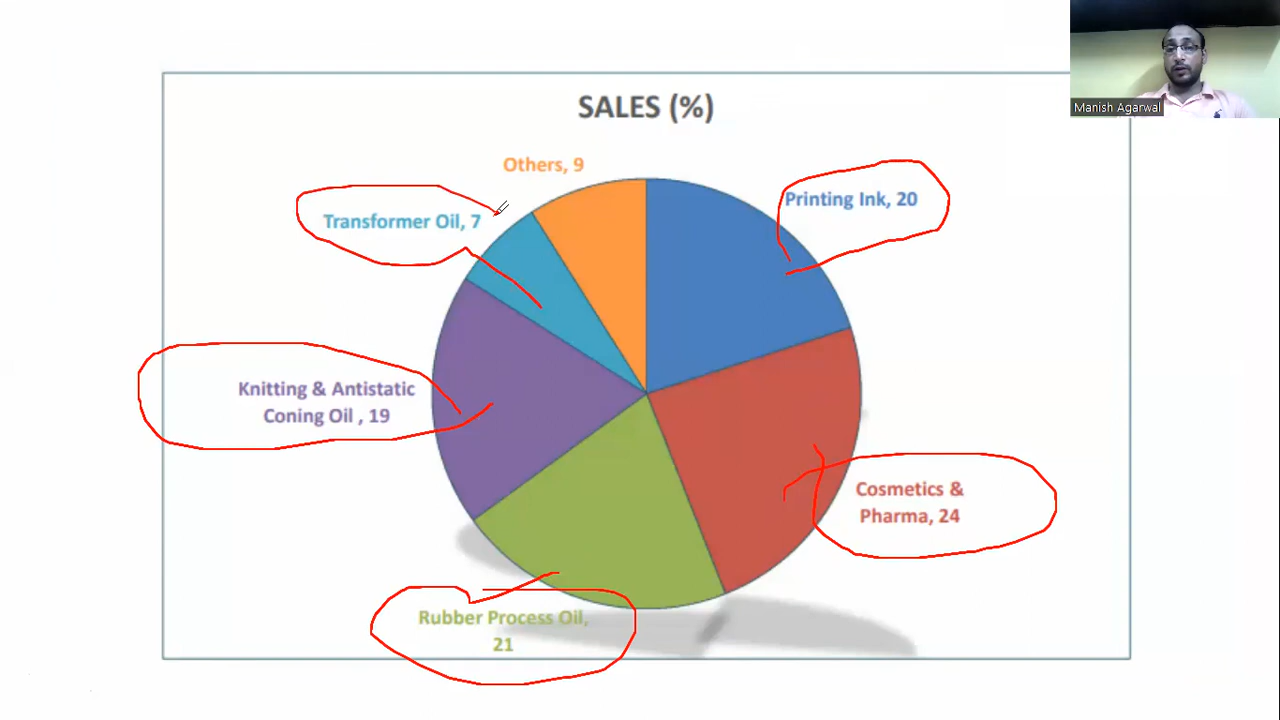 Manish Agarwal
SALES (%)
Others, 9
Printing Ink, 20
Transformer Oil, 7
Knitting & Antistatic
Coning Oil , 19
Cosmetics &
Pharma, 24
Rubber Process Oil,
21